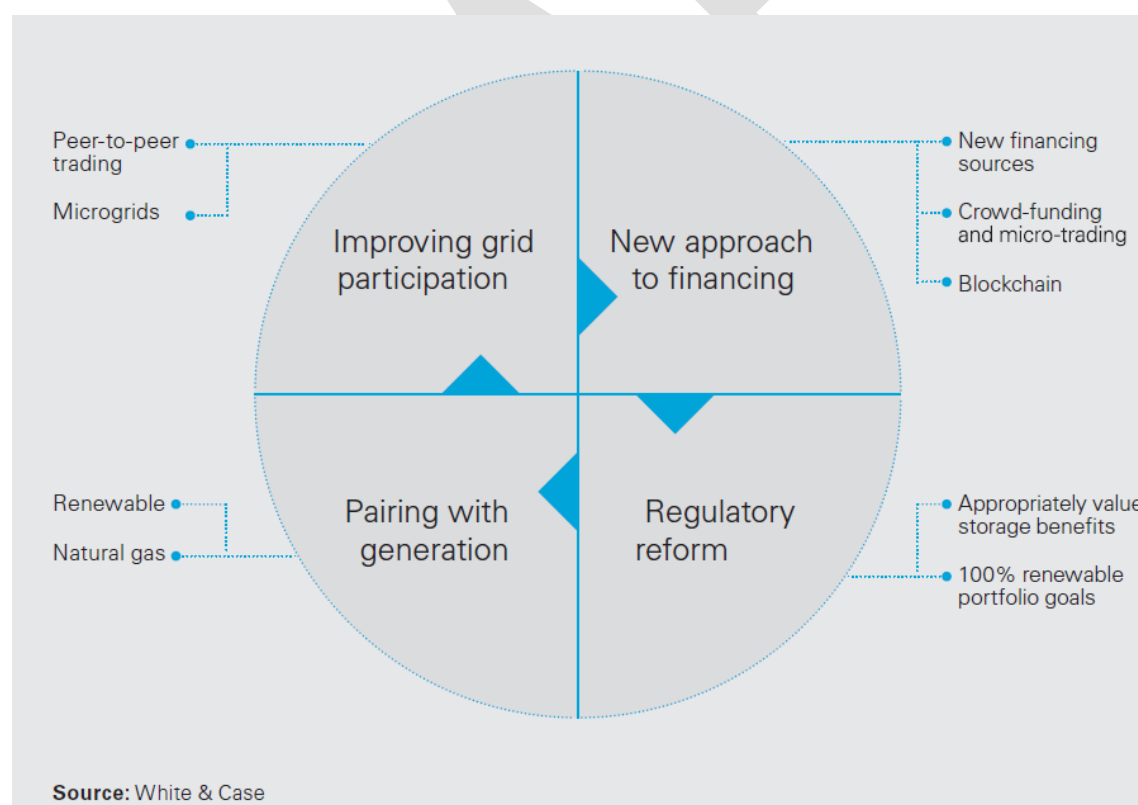 Peer-to-peer
trading
Microgrids
Improving grid
participation
New approach
to financing
New financing
sources
Crowd-funding
and micro-trading
Blockchain
Renewable
Natural gas
Pairing with
generation
Regulatory
reform
Appropriately value
storage benefits
100% renewable
portfolio goals
Source: White & Case